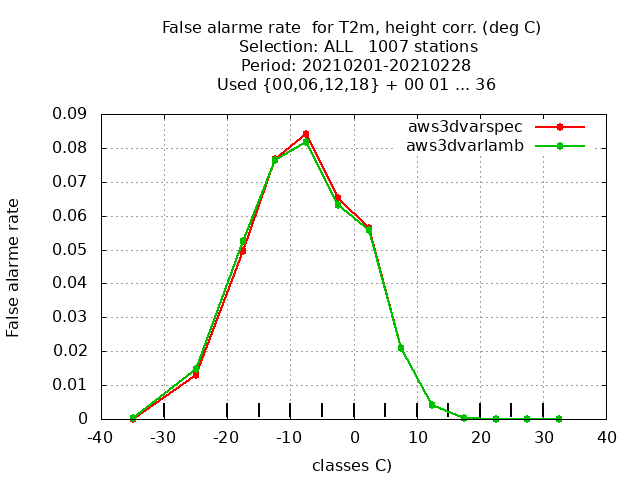 False alarme rate  for T2m, height corr. (deg C)
Selection: ALL   1007 stations
Period: 20210201-20210228
Used {00,06,12,18} + 00 01 ... 36
aws3dvarspec
aws3dvarlamb
False alarme rate
0.09
0.08
0.07
0.06
0.05
0.04
0.03
0.02
0.01
0
-40 -30 -20 -10 0 10 20 30 40
classes C)